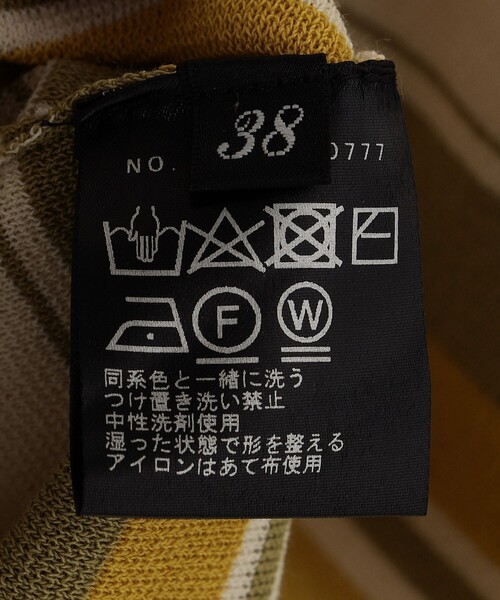 38
NO. 0777
F
W
同系色と一緒に洗う
つけ置き洗い禁止
中性洗剤使用
湿った状態で形を整える
アイロンはあて布使用